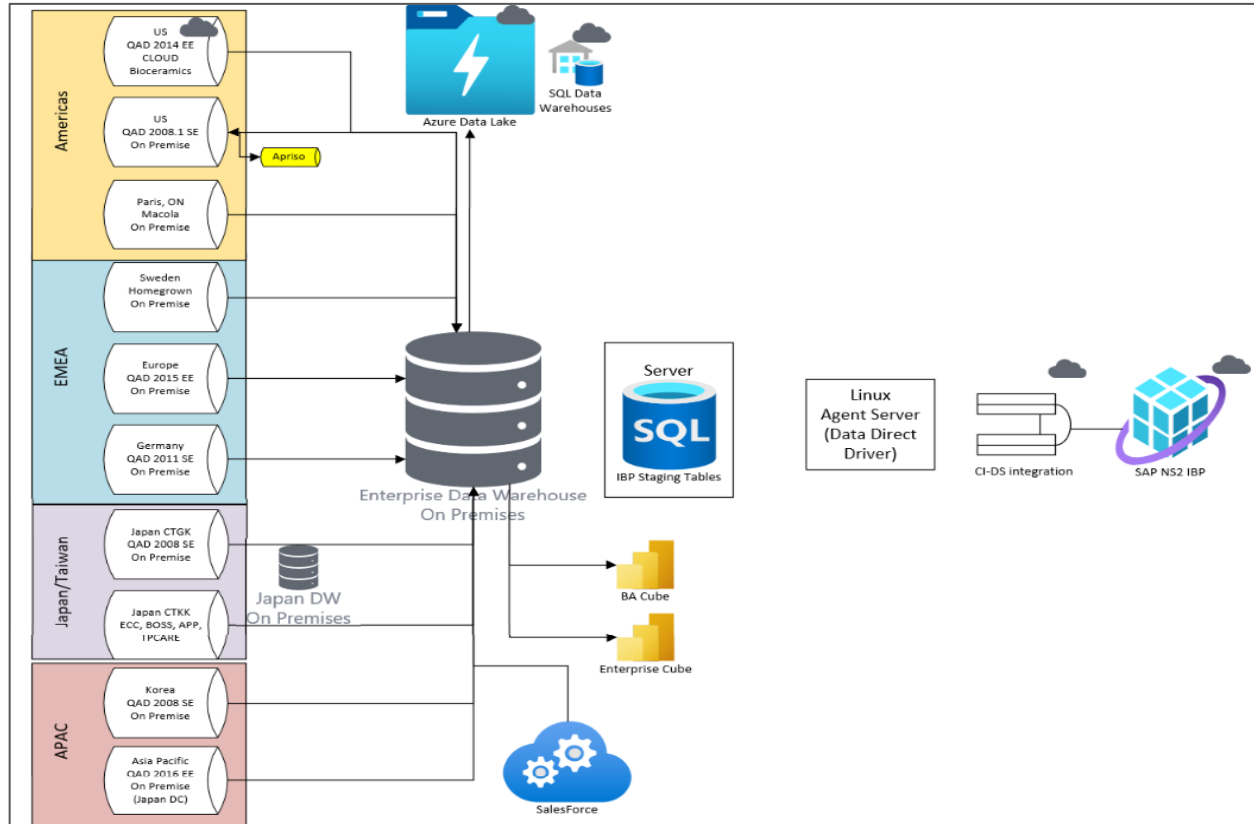 Americas
US
QAD 2014 EE
CLOUD
Bioceramics
US
QAD 2008.1 SE
On Premise
Apriso
Paris, ON
Macola
On Premise
EMEA
Sweden
Homegrown
On Premise
Europe
QAD 2015 EE
On Premise
Germany
QAD 2011 SE
On Premise
Japan/Taiwan
Japan CTGK
QAD 2008 SE
On Premise
Japan CTKK
ECC, BOSS, APP,
TPCARE
Japan DW
On Premises
APAC
Korea
QAD 2008 SE
On Premise
Asia Pacific
QAD 2016 EE
On Premise
(Japan DC)
Azure Data Lake
SQL Data
Warehouses
Enterprise Data Warehouse
On Premises
Server
SQL
IBP Staging Tables
Linux
Agent Server
(Data Direct
Driver)
CI-DS integration
SAP NS2 IBP
BA Cube
Enterprise Cube
SalesForce